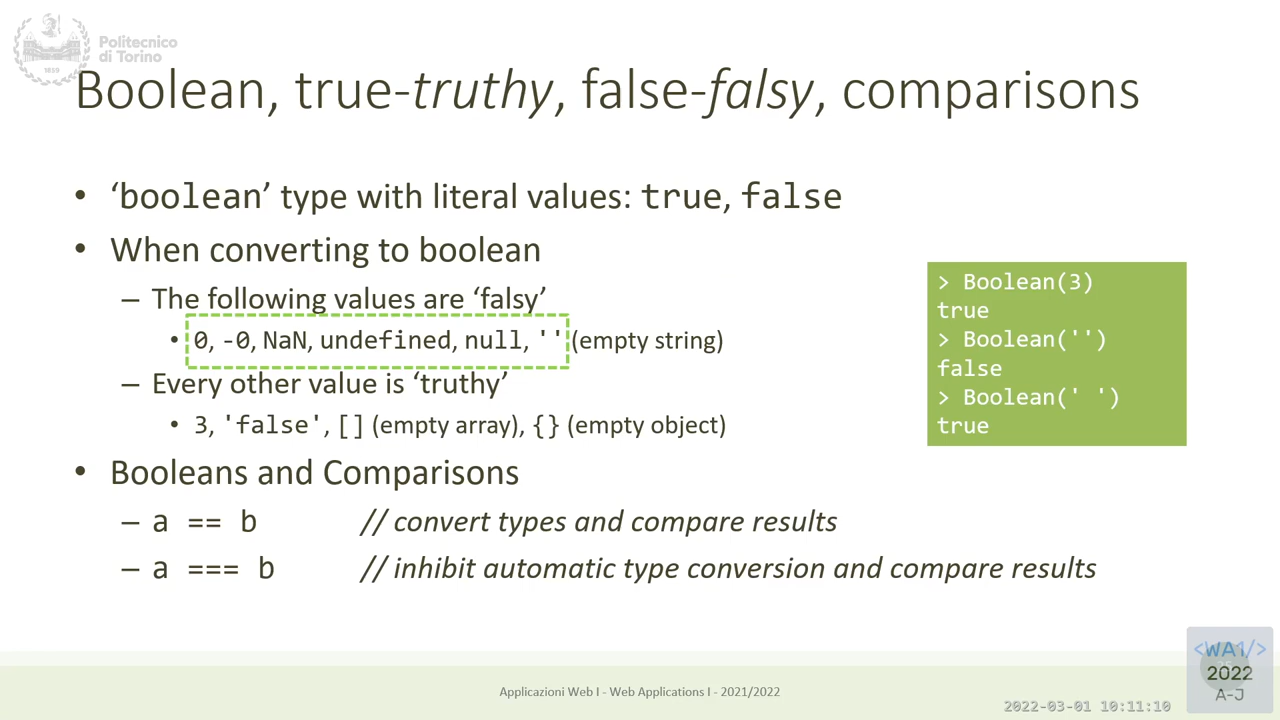 Politecnico
di Torino
1859
Boolean, true-truthy, false-falsy, comparisons
• ‘boolean’ type with literal values: true, false
• When converting to boolean
– The following values are ‘falsy’
• 0, -0, NaN, undefined, null, '' (empty string)
– Every other value is ‘truthy’
• 3, 'false', [] (empty array), {} (empty object)
• Booleans and Comparisons
– a == b // convert types and compare results
– a === b // inhibit automatic type conversion and compare results
> Boolean(3)
true
> Boolean('')
false
> Boolean(' ')
true
Applicazioni Web I - Web Applications I - 2021/2022
<WA1/>
2022
A-J
2022-03-01 10:11:10